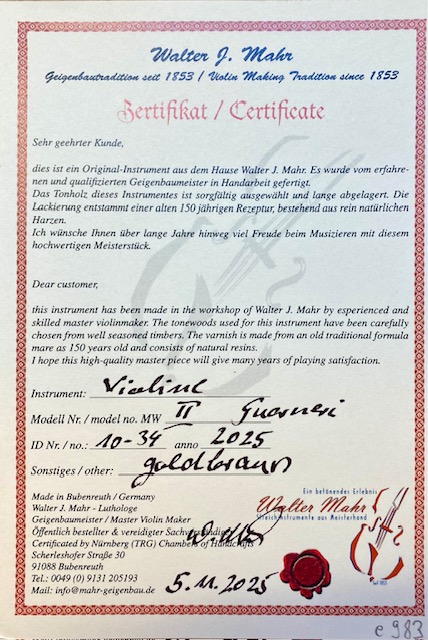 Walter J. Mahr
Geigenbautradition seit 1853 / Violin Making Tradition since 1853
Zertifikat / Certificate
Sehr geehrter Kunde,
dies ist ein Original-Instrument aus dem Hause Walter J. Mahr. Es wurde vom erfahre-
nen und qualifizierten Geigenbaumeister in Handarbeit gefertigt.
Das Tonholz dieses Instrumentes ist sorgfältig ausgewählt und lange abgelagert. Die
Lackierung entstammt einer alten 150 jährigen Rezeptur, bestehend aus rein natürlichen
Harzen.
Ich wünsche Ihnen über lange Jahre hinweg viel Freude beim Musizieren mit diesem
hochwertigen Meisterstück.
Dear customer,
this instrument has been made in the workshop of Walter J. Mahr by esperienced and
skilled master violinmaker. The tonewoods used for this instrument have been carefully
chosen from well seasoned timbers. The varnish is made from an old traditional formula
mare as 150 years old and consists of natural resins.
I hope this high-quality master piece will give many years of playing satisfaction.
Instrument: Violine
Modell Nr. / model no. MW II Guarneri
ID Nr. / no.: 10-34 anno 2025
Sonstiges / other: goldbraun
Made in Bubenreuth / Germany
Walter J. Mahr - Luthologe
Geigenbaumeister / Master Violin Maker
Öffentlich bestellter & vereidigter Sachverständiger
Certificated by Nürnberg (TRG) Chambers of Handcrafts
Scherleshofer Straße 30
91088 Bubenreuth
Tel.: 0049 (0) 9131 205193
Mail: info@mahr-geigenbau.de
Ein betönendes Erlebnis
Walter Mahr
Streichinstrumente aus Meisterhand
Seit 1853
5.11.2025
e 983